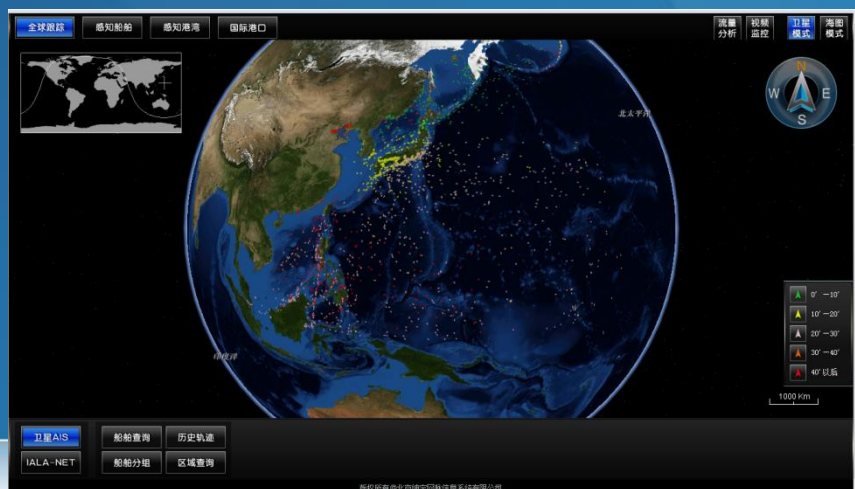 全球跟踪 感知船舶 感知港湾 国际港口
流量分析 视频监控 卫星模式 海图模式
N
W E
S
北太平洋
0′ －10′
10′ －20′
20′ －30′
30′ －40′
40′ 以后
印度洋
1000 Km
卫星AIS 船舶查询 历史轨迹
IALA-NET 船舶分组 区域查询